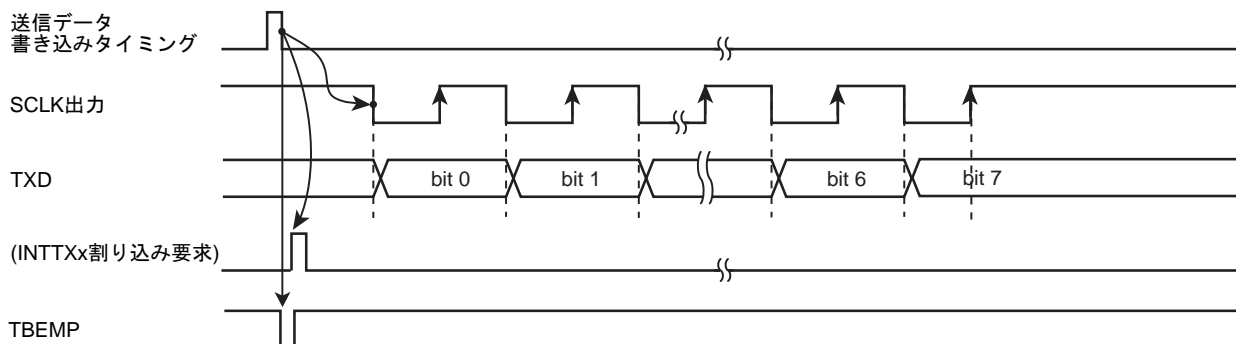 送信データ
書き込みタイミング
SCLK出力
TXD
bit 0
bit 1
bit 6
bit 7
(INTTXx割り込み要求)
TBEMP